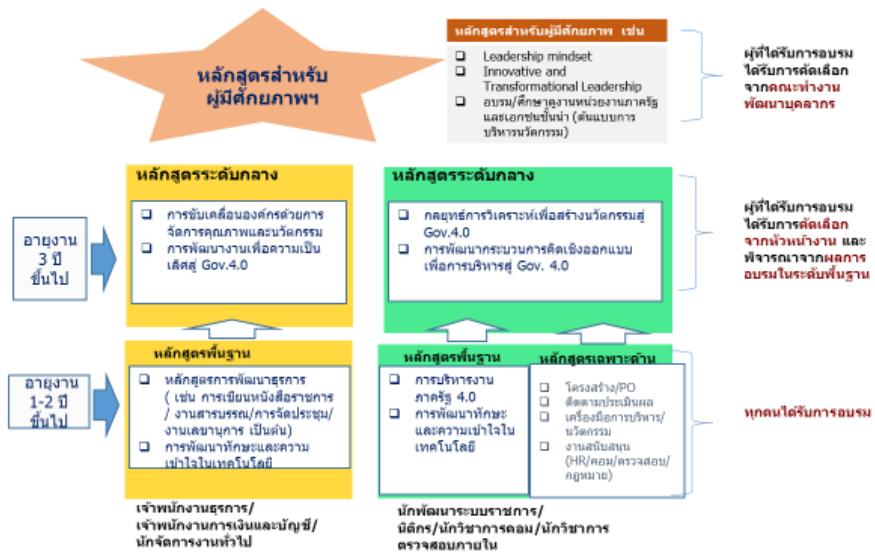 หลักสูตรสำหรับ
ผู้มีศักยภาพฯ
หลักสูตรสำหรับผู้มีศักยภาพ เช่น
Leadership mindset
Innovative and
Transformational Leadership
อบรม/ศึกษาดูงานหน่วยงานภาครัฐ
และเอกชนชั้นนำ (ต้นแบบการ
บริหารนวัตกรรม)
ผู้ที่ได้รับการอบรม
ได้รับการคัดเลือก
จากคณะทำงาน
พัฒนาบุคลากร
อายุงาน
3 ปี
ขึ้นไป
หลักสูตรระดับกลาง
การขับเคลื่อนองค์กรด้วยการ
จัดการคุณภาพและนวัตกรรม
การพัฒนางานเพื่อความเป็น
เลิศสู่ Gov.4.0
หลักสูตรระดับกลาง
กลยุทธ์การวิเคราะห์เพื่อสร้างนวัตกรรมสู่
Gov.4.0
การพัฒนากระบวนการคิดเชิงออกแบบ
เพื่อการบริหารสู่ Gov. 4.0
ผู้ที่ได้รับการอบรม
ได้รับการคัดเลือก
จากหัวหน้างาน และ
พิจารณาจากผลการ
อบรมในระดับพื้นฐาน
อายุงาน
1-2 ปี
ขึ้นไป
หลักสูตรพื้นฐาน
หลักสูตรการพัฒนาธุรการ
( เช่น การเขียนหนังสือราชการ
/ งานสารบรรณ/การจัดประชุม/
งานเลขานุการ เป็นต้น)
การพัฒนาทักษะและความ
เข้าใจในเทคโนโลยี
หลักสูตรพื้นฐาน
การบริหารงาน
ภาครัฐ 4.0
การพัฒนาทักษะ
และความเข้าใจใน
เทคโนโลยี
หลักสูตรเฉพาะด้าน
โครงสร้าง/PO
ติดตามประเมินผล
เครื่องมือการบริหาร/
นวัตกรรม
งานสนับสนุน
(HR/คอม/ตรวจสอบ/
กฎหมาย)
ทุกคนได้รับการอบรม
เจ้าพนักงานธุรการ/
เจ้าพนักงานการเงินและบัญชี/
นักจัดการงานทั่วไป
นักพัฒนาระบบราชการ/
นิติกร/นักวิชาการคอม/นักวิชาการ
ตรวจสอบภายใน